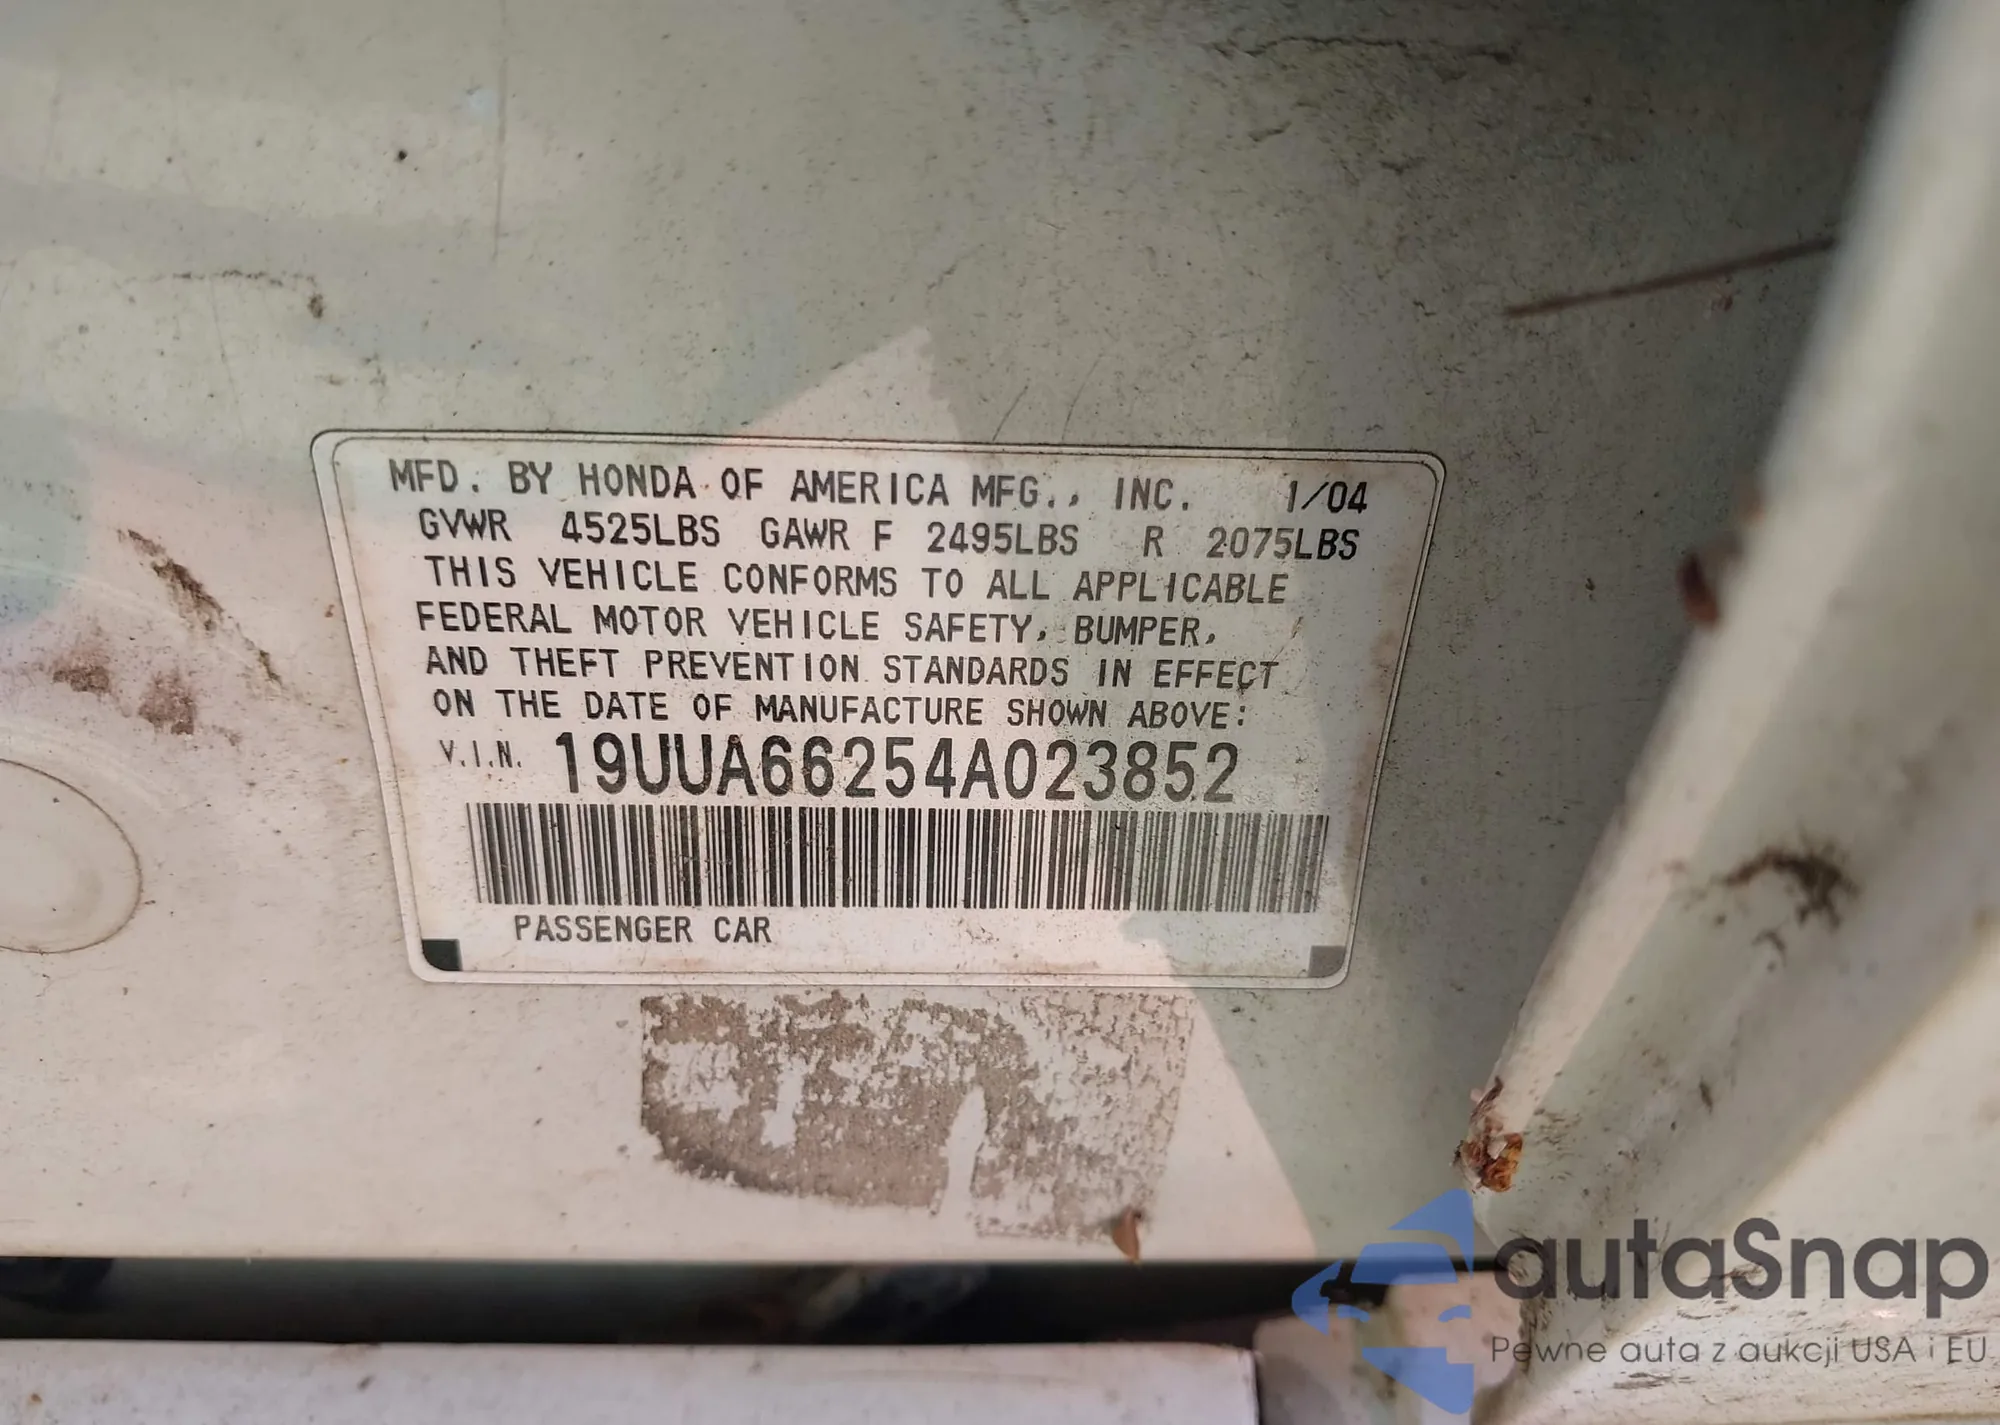 MFD. BY HONDA OF AMERICA MFG., INC. 1/04
GVWR 4525LBS GAWR F 2495LBS R 2075LBS
THIS VEHICLE CONFORMS TO ALL APPLICABLE
FEDERAL MOTOR VEHICLE SAFETY, BUMPER,
AND THEFT PREVENTION STANDARDS IN EFFECT
ON THE DATE OF MANUFACTURE SHOWN ABOVE:
V.I.N. 19UUA66254A023852
PASSENGER CAR
autaSnap
Pewne auta z aukcji USA i EU